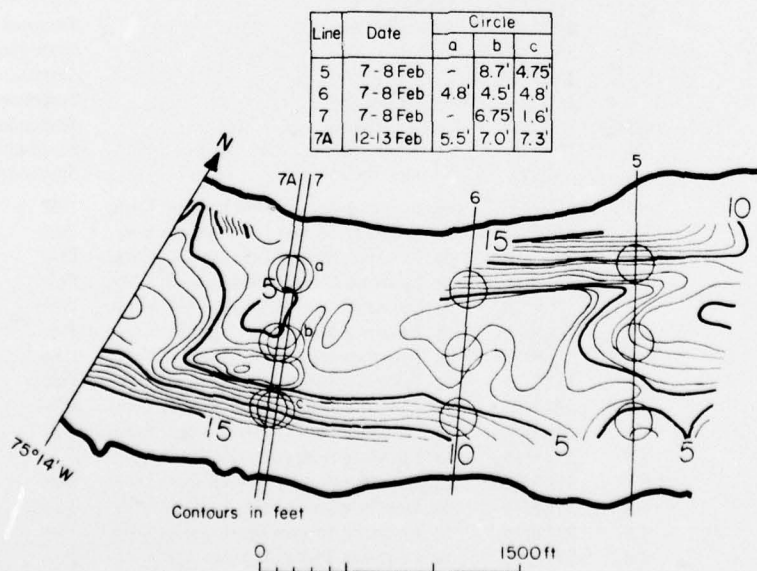 Circle
Line Date a b c
5 7-8 Feb - 8.7' 4.75'
6 7-8 Feb 4.8' 4.5' 4.8'
7 7-8 Feb - 6.75' 1.6'
7A 12-13 Feb 5.5' 7.0' 7.3'
N
7A 7
6
5
15
10
a
5
b
c
15
10
5
5
75°14'W
Contours in feet
0 1500ft